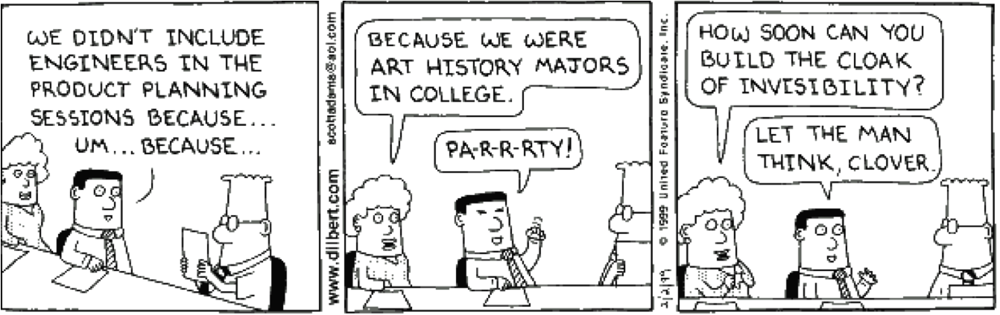 WE DIDN'T INCLUDE
ENGINEERS IN THE
PRODUCT PLANNING
SESSIONS BECAUSE...
UM... BECAUSE...
www.dilbert.com scottadams@aol.com
BECAUSE WE WERE
ART HISTORY MAJORS
IN COLLEGE.
PA-R-R-RTY!
2/2/99 © 1999 United Feature Syndicate, Inc.
HOW SOON CAN YOU
BUILD THE CLOAK
OF INVISIBILITY?
LET THE MAN
THINK, CLOVER.